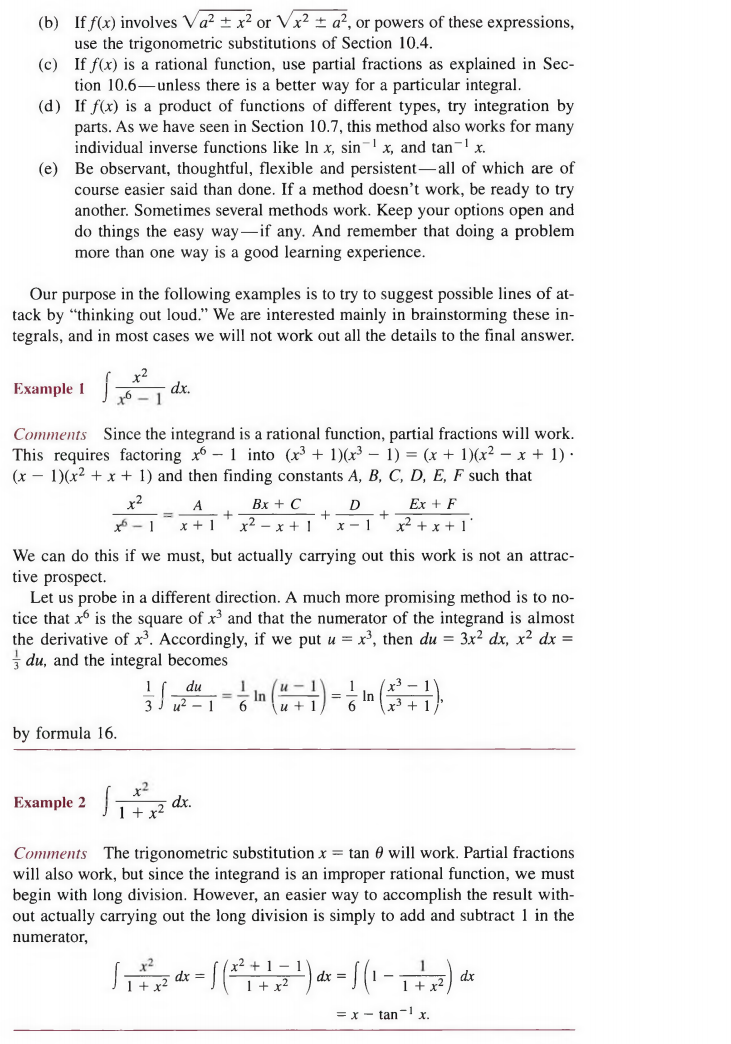 (b) If f(x) involves √(a² ± x²) or √(x² ± a²), or powers of these expressions,
use the trigonometric substitutions of Section 10.4.
(c) If f(x) is a rational function, use partial fractions as explained in Sec-
tion 10.6—unless there is a better way for a particular integral.
(d) If f(x) is a product of functions of different types, try integration by
parts. As we have seen in Section 10.7, this method also works for many
individual inverse functions like ln x, sin⁻¹ x, and tan⁻¹ x.
(e) Be observant, thoughtful, flexible and persistent—all of which are of
course easier said than done. If a method doesn't work, be ready to try
another. Sometimes several methods work. Keep your options open and
do things the easy way—if any. And remember that doing a problem
more than one way is a good learning experience.
Our purpose in the following examples is to try to suggest possible lines of at-
tack by “thinking out loud.” We are interested mainly in brainstorming these in-
tegrals, and in most cases we will not work out all the details to the final answer.
Example 1 ∫ x²/(x⁶ − 1) dx.
Comments Since the integrand is a rational function, partial fractions will work.
This requires factoring x⁶ − 1 into (x³ + 1)(x³ − 1) = (x + 1)(x² − x + 1) ·
(x − 1)(x² + x + 1) and then finding constants A, B, C, D, E, F such that
x²/(x⁶ − 1) = A/(x + 1) + (Bx + C)/(x² − x + 1) + D/(x − 1) + (Ex + F)/(x² + x + 1).
We can do this if we must, but actually carrying out this work is not an attrac-
tive prospect.
Let us probe in a different direction. A much more promising method is to no-
tice that x⁶ is the square of x³ and that the numerator of the integrand is almost
the derivative of x³. Accordingly, if we put u = x³, then du = 3x² dx, x² dx =
⅓ du, and the integral becomes
1/3 ∫ du/(u² − 1) = 1/6 ln ((u − 1)/(u + 1)) = 1/6 ln ((x³ − 1)/(x³ + 1)),
by formula 16.
Example 2 ∫ x²/(1 + x²) dx.
Comments The trigonometric substitution x = tan θ will work. Partial fractions
will also work, but since the integrand is an improper rational function, we must
begin with long division. However, an easier way to accomplish the result with-
out actually carrying out the long division is simply to add and subtract 1 in the
numerator,
∫ x²/(1 + x²) dx = ∫ ((x² + 1 − 1)/(1 + x²)) dx = ∫ (1 − 1/(1 + x²)) dx
= x − tan⁻¹ x.